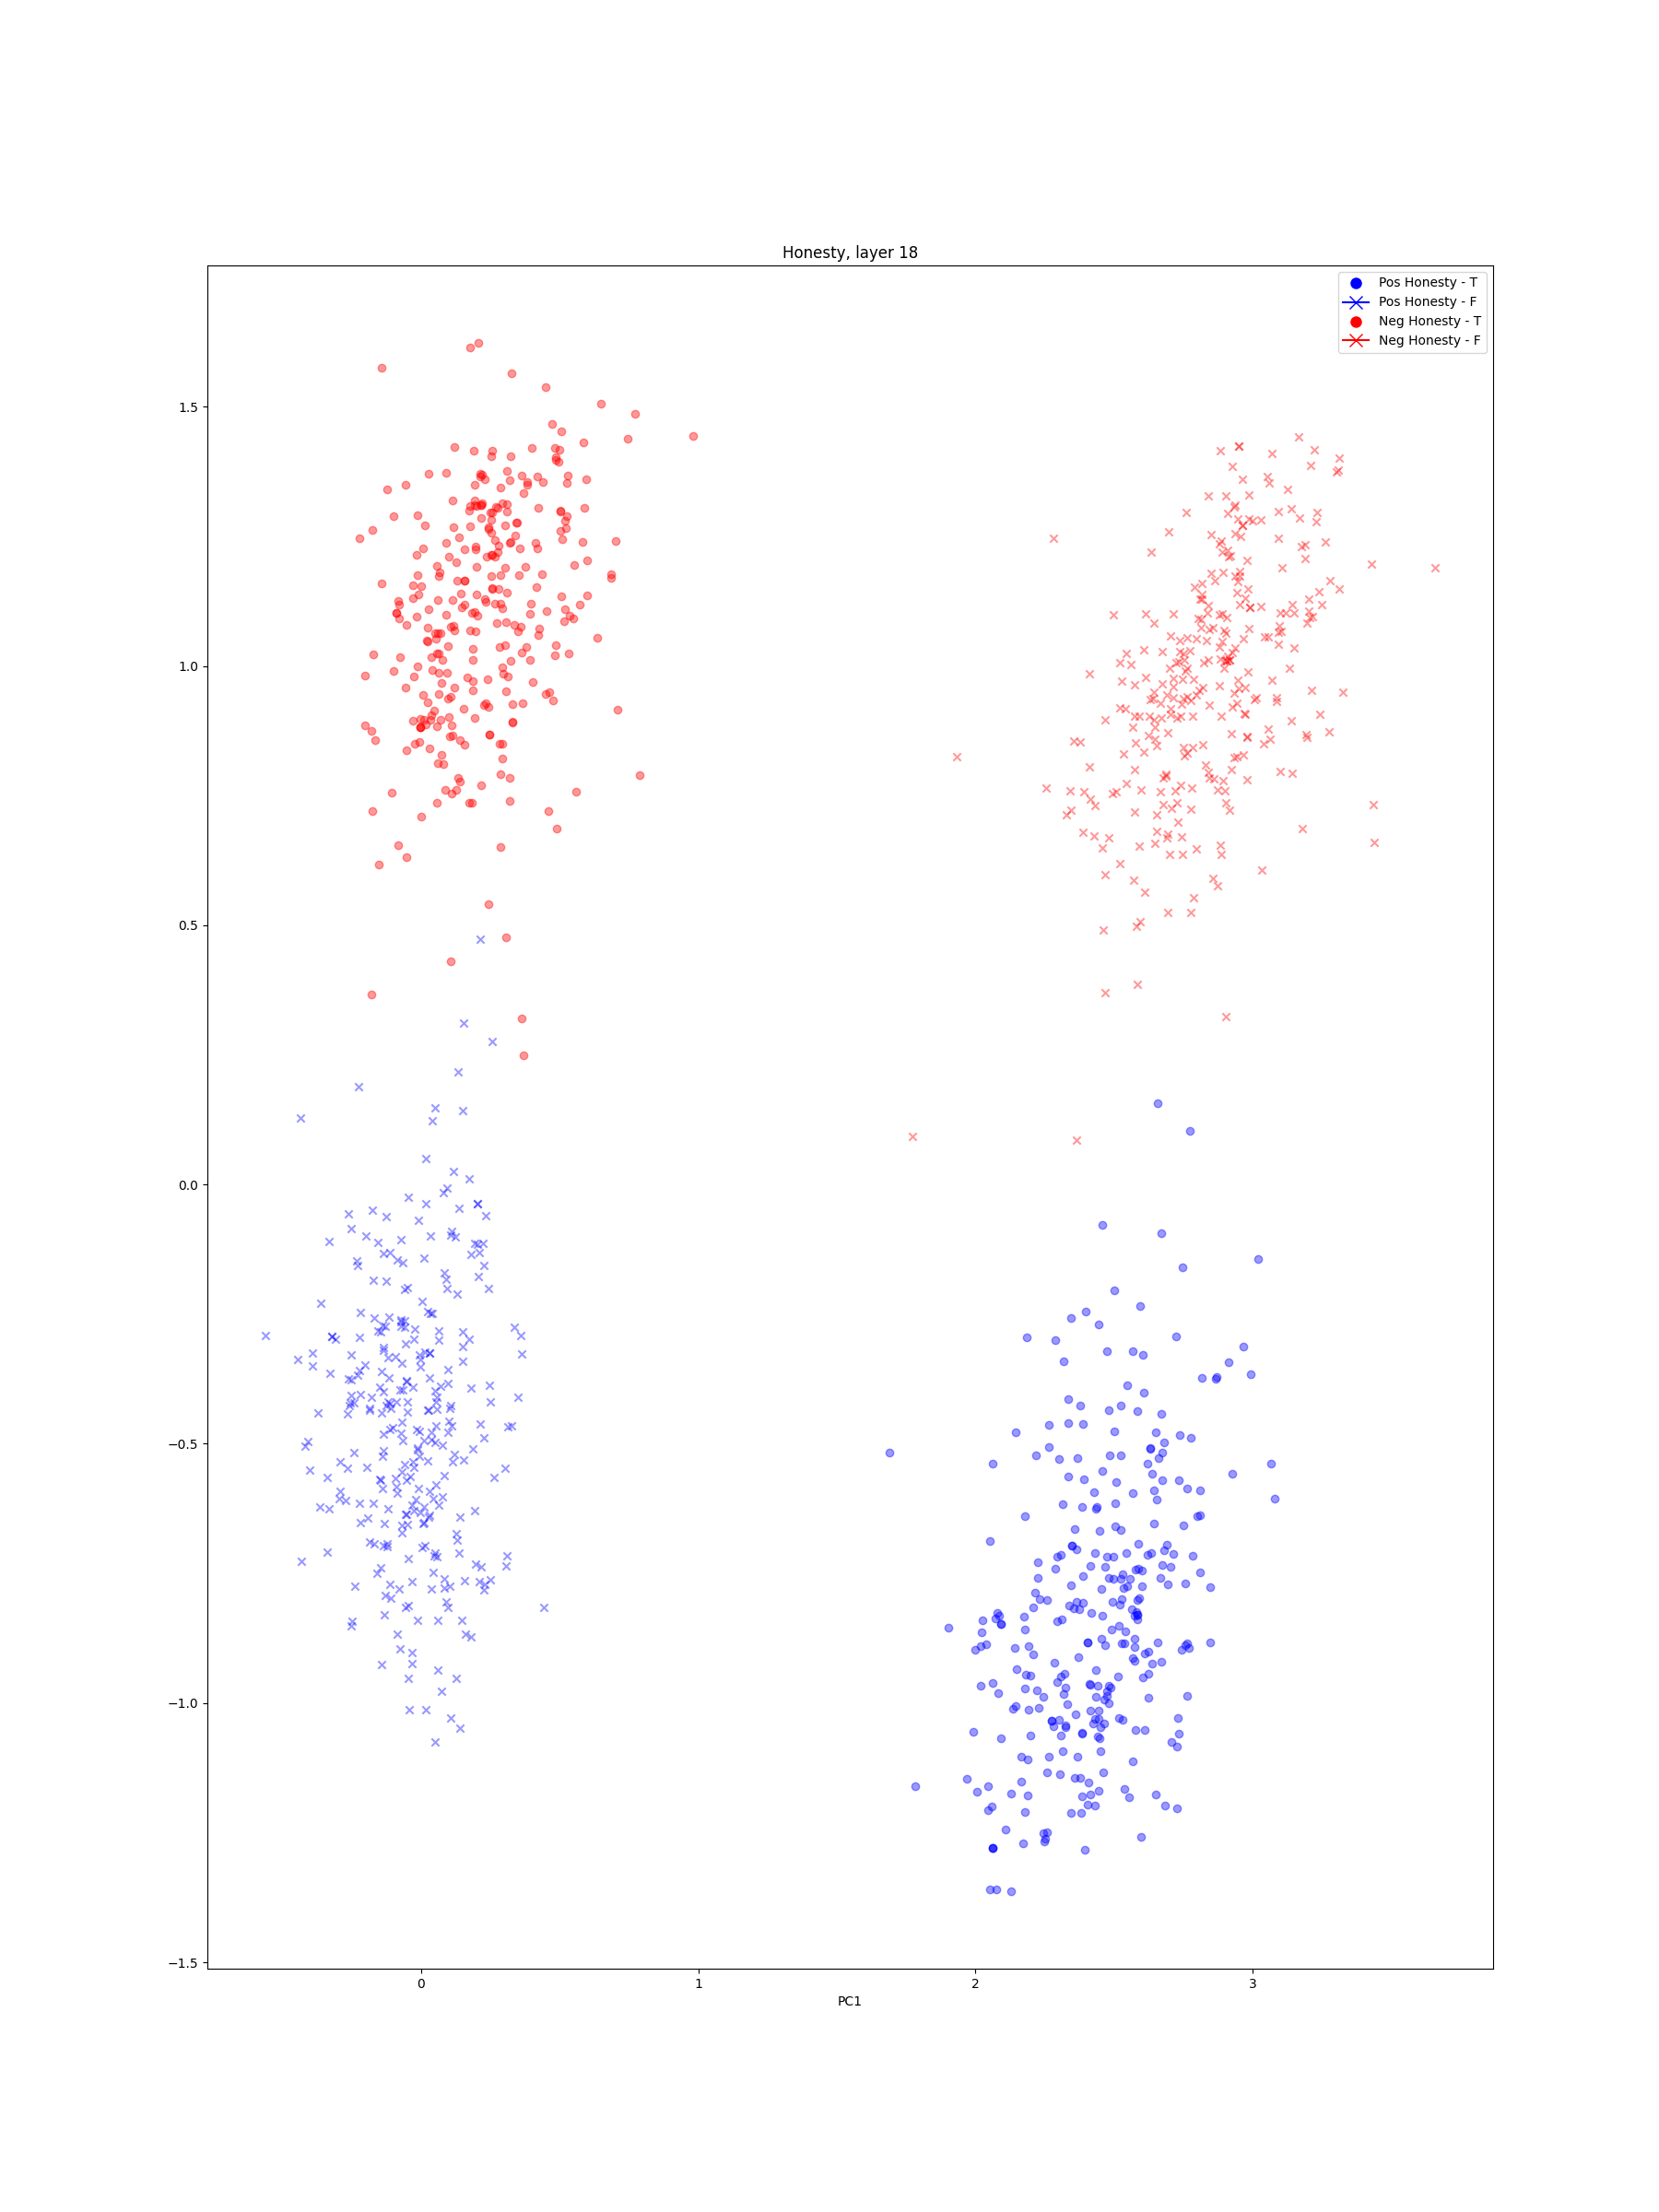 Honesty, layer 18
Pos Honesty - T
Pos Honesty - F
Neg Honesty - T
Neg Honesty - F
1.5
1.0
0.5
0.0
−0.5
−1.0
−1.5
0 1 2 3
PC1